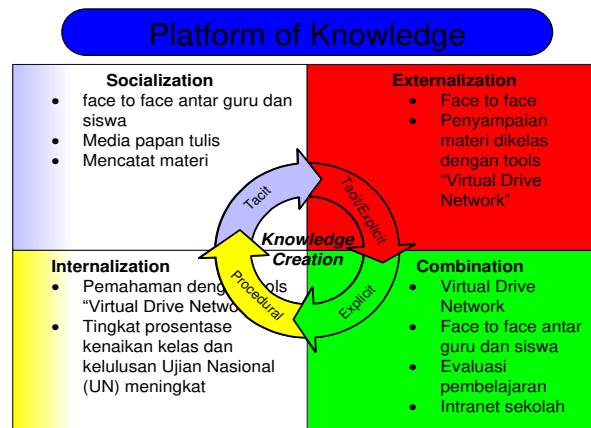 Platform of Knowledge
Socialization
• face to face antar guru dan
siswa
• Media papan tulis
• Mencatat materi
Externalization
• Face to face
• Penyampaian
materi dikelas
dengan tools
“Virtual Drive
Network”
Tacit
Tacit/Explicit
Knowledge
Creation
Procedural
Explicit
Internalization
• Pemahaman tools
“Virtual Drive
• Tingkat prosentase
kenaikan kelas dan
kelulusan Ujian Nasional
(UN) meningkat
Combination
• Virtual Drive
Network
• Face to face antar
guru dan siswa
• Evaluasi
pembelajaran
• Intranet sekolah